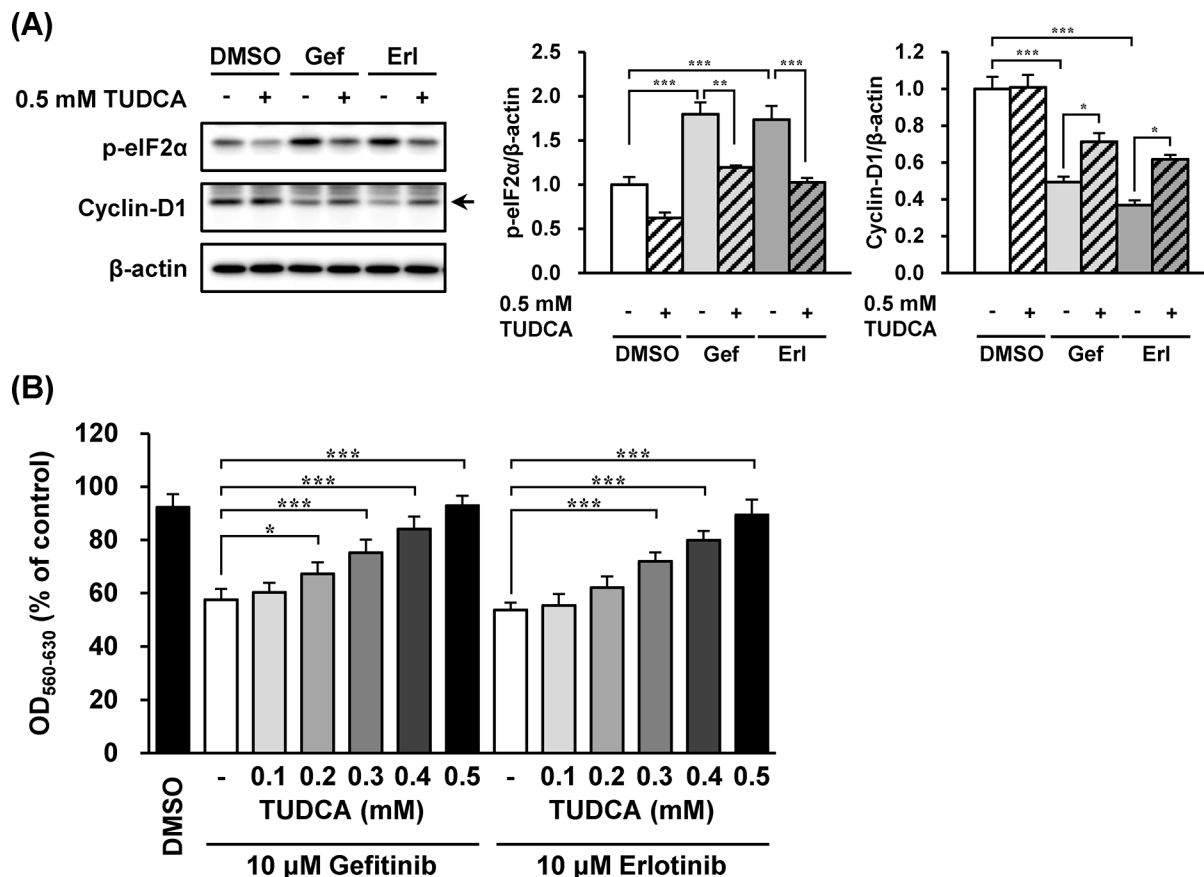 (A)
DMSO Gef Erl
0.5 mM TUDCA - + - + - +
p-eIF2α
Cyclin-D1
β-actin
p-eIF2α/β-actin
2.5
2.0
1.5
1.0
0.5
0.0
*** *** ** ***
0.5 mM
TUDCA
- + - + - +
DMSO Gef Erl
Cyclin-D1/β-actin
1.2
1.0
0.8
0.6
0.4
0.2
0.0
***
***
* *
0.5 mM
TUDCA
- + - + - +
DMSO Gef Erl
(B)
OD560-630 (% of control)
120
100
80
60
40
20
0
***
***
***
*
***
***
***
DMSO
- 0.1 0.2 0.3 0.4 0.5
TUDCA (mM)
10 μM Gefitinib
- 0.1 0.2 0.3 0.4 0.5
TUDCA (mM)
10 μM Erlotinib